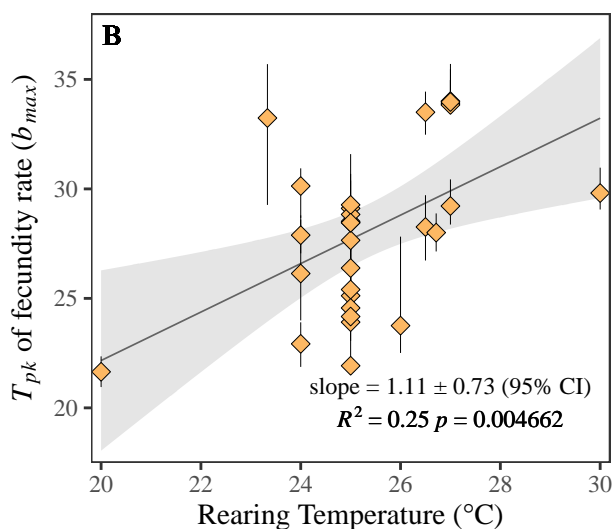 B
T_pk of fecundity rate (b_max)
35
30
25
20
slope = 1.11 ± 0.73 (95% CI)
R² = 0.25 p = 0.004662
20 22 24 26 28 30
Rearing Temperature (°C)